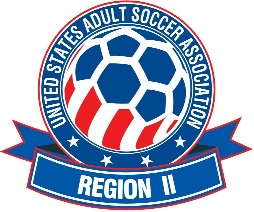 UNITED STATES ADULT SOCCER ASSOCIATION
REGION II